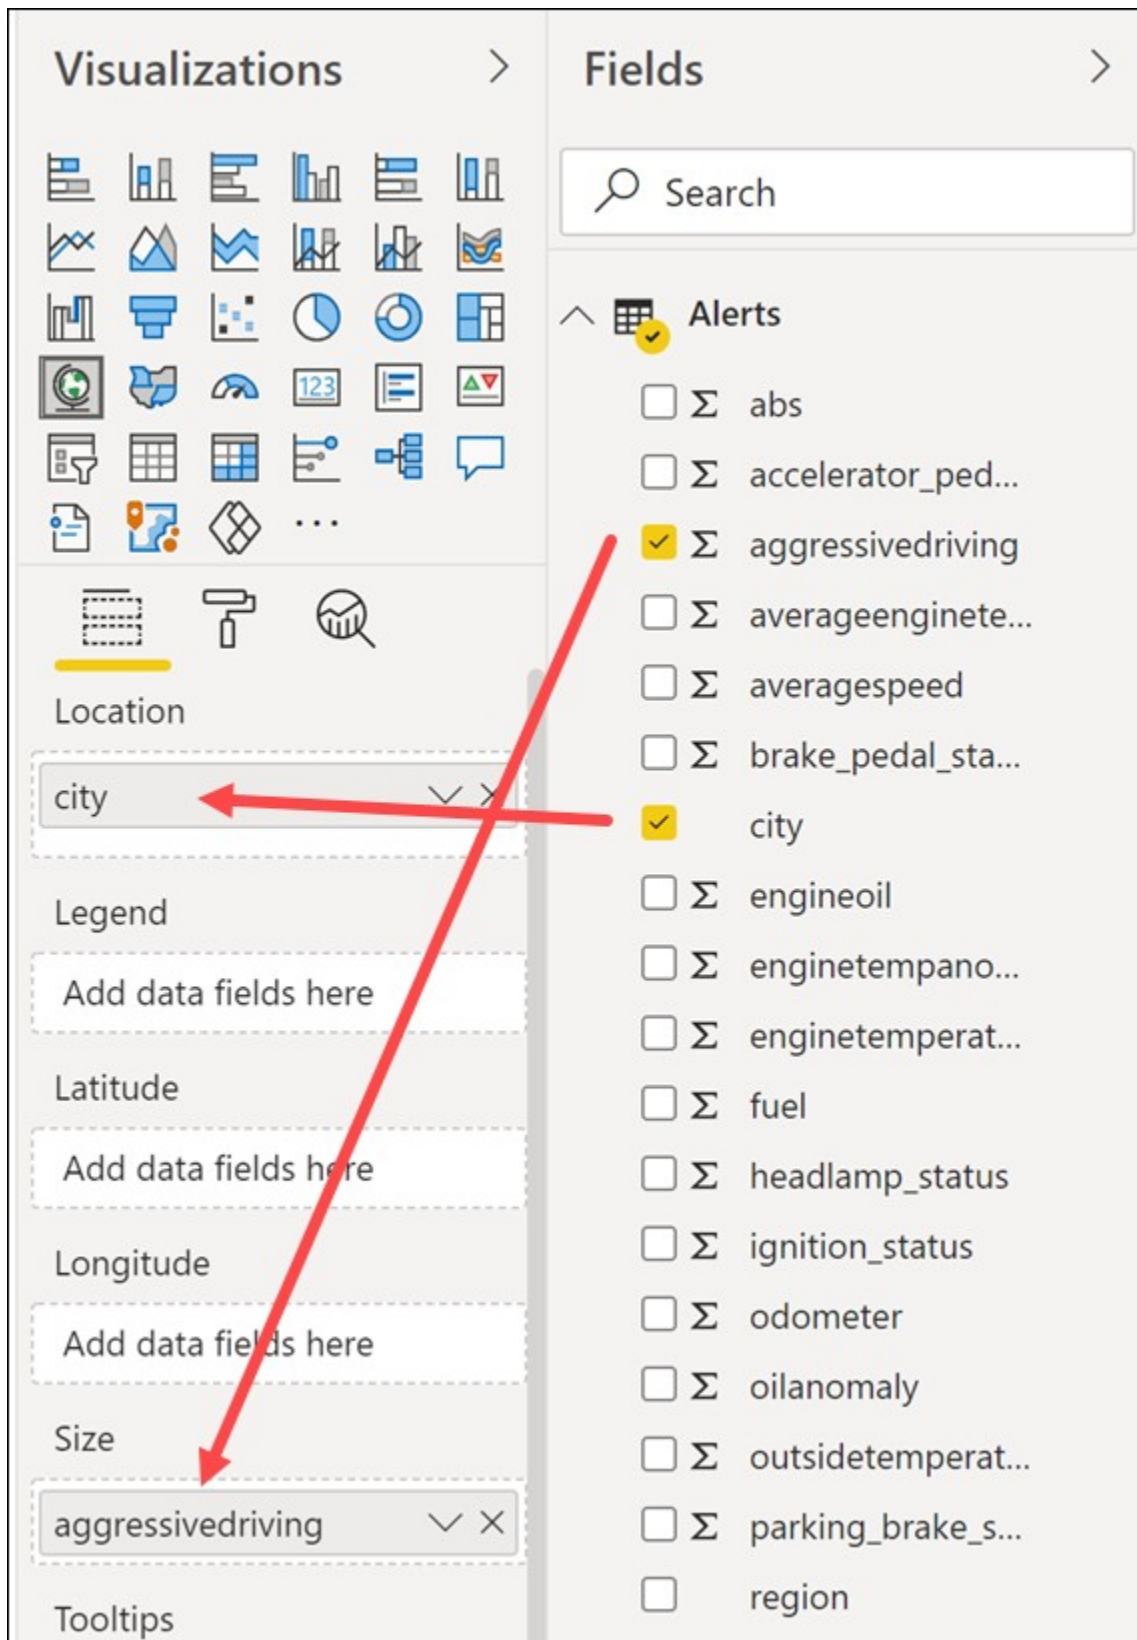 Visualizations
Fields
Search
123
Alerts
abs
accelerator_ped...
aggressivedriving
averageenginete...
averagespeed
brake_pedal_sta...
city
engineoil
enginetempano...
enginetemperat...
fuel
headlamp_status
ignition_status
odometer
oilanomaly
outsidetemperat...
parking_brake_s...
region
Location
city
Legend
Add data fields here
Latitude
Add data fields here
Longitude
Add data fields here
Size
aggressivedriving
Tooltips